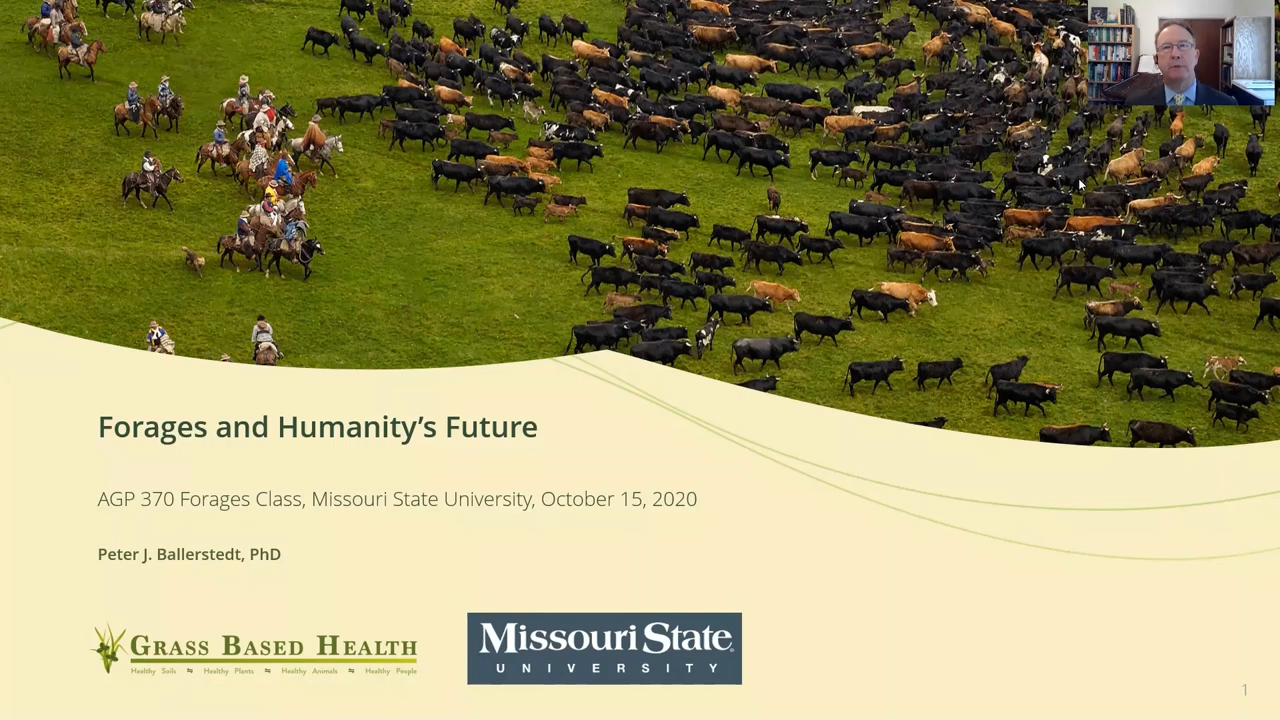 Forages and Humanity’s Future
AGP 370 Forages Class, Missouri State University, October 15, 2020
Peter J. Ballerstedt, PhD
GRASS BASED HEALTH
Healthy Soils ⇋ Healthy Plants ⇋ Healthy Animals ⇋ Healthy People
Missouri State
UNIVERSITY
1